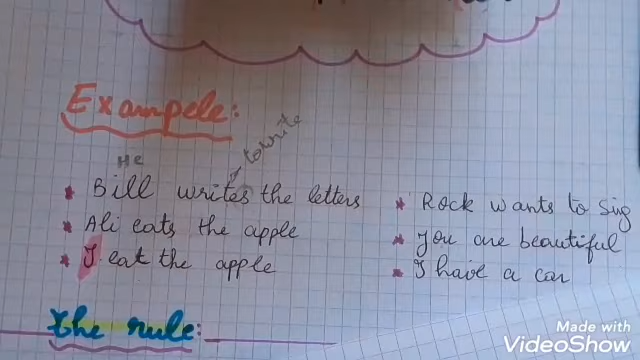 Exampele:
He
to write
Bill writes the letters
Ali eats the apple
I eat the apple
Rock wants to Sig
You are beautiful
I have a car
the rule:
Made with
VideoShow